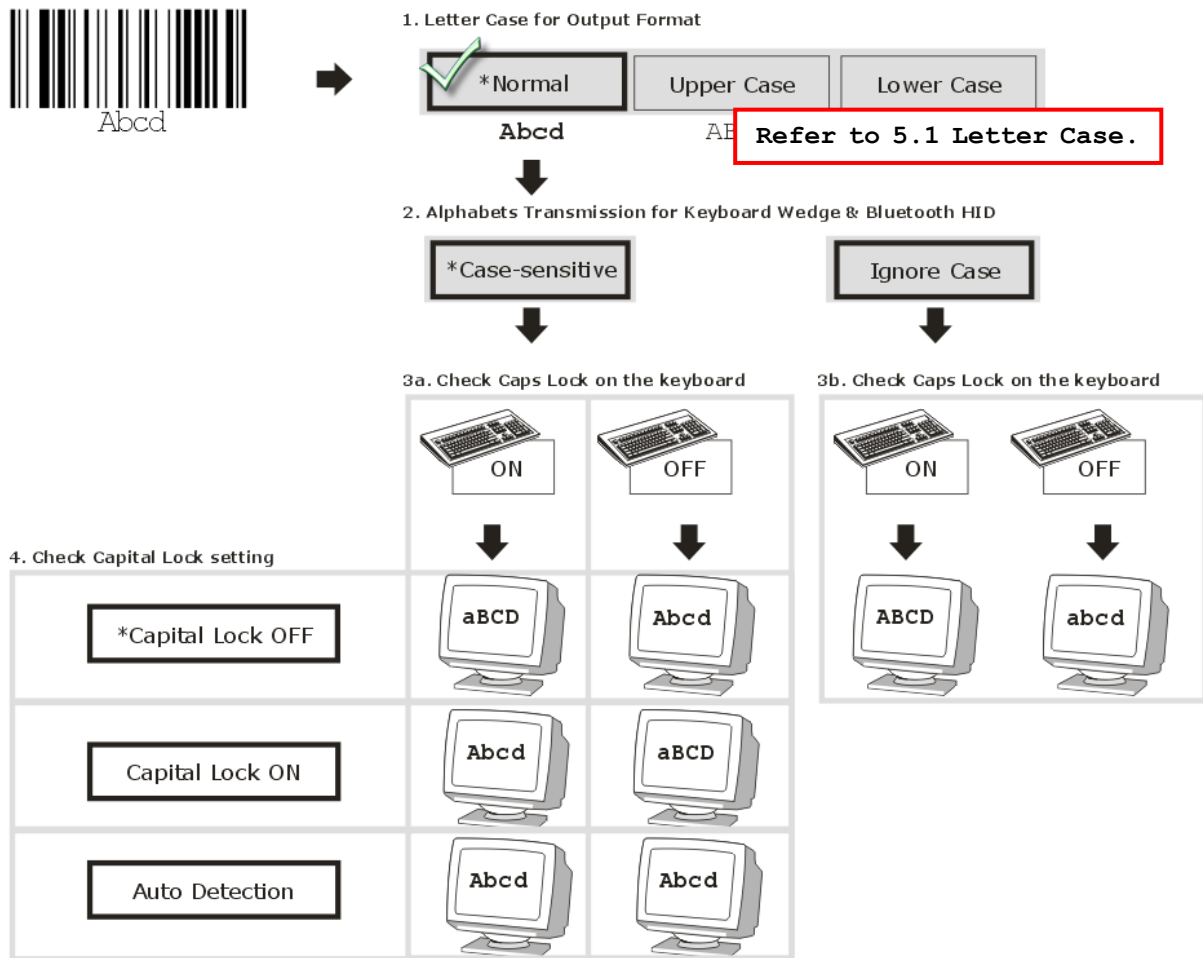 1. Letter Case for Output Format
Abcd
*Normal
Upper Case
Lower Case
Abcd
Refer to 5.1 Letter Case.
2. Alphabets Transmission for Keyboard Wedge & Bluetooth HID
*Case-sensitive
Ignore Case
3a. Check Caps Lock on the keyboard
3b. Check Caps Lock on the keyboard
ON
OFF
ON
OFF
4. Check Capital Lock setting
*Capital Lock OFF
aBCD
Abcd
ABCD
abcd
Capital Lock ON
Abcd
aBCD
Auto Detection
Abcd
Abcd